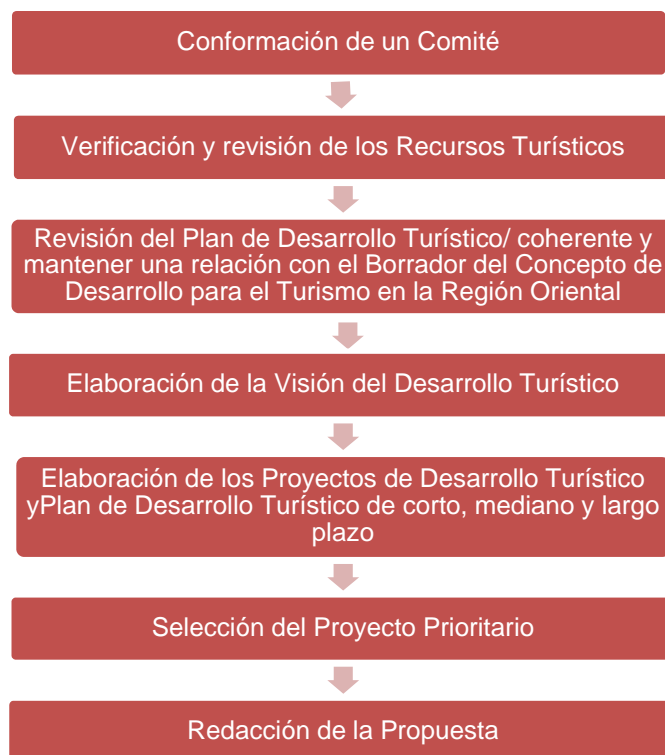 Conformación de un Comité
Verificación y revisión de los Recursos Turísticos
Revisión del Plan de Desarrollo Turístico/ coherente y
mantener una relación con el Borrador del Concepto de
Desarrollo para el Turismo en la Región Oriental
Elaboración de la Visión del Desarrollo Turístico
Elaboración de los Proyectos de Desarrollo Turístico
yPlan de Desarrollo Turístico de corto, mediano y largo
plazo
Selección del Proyecto Prioritario
Redacción de la Propuesta